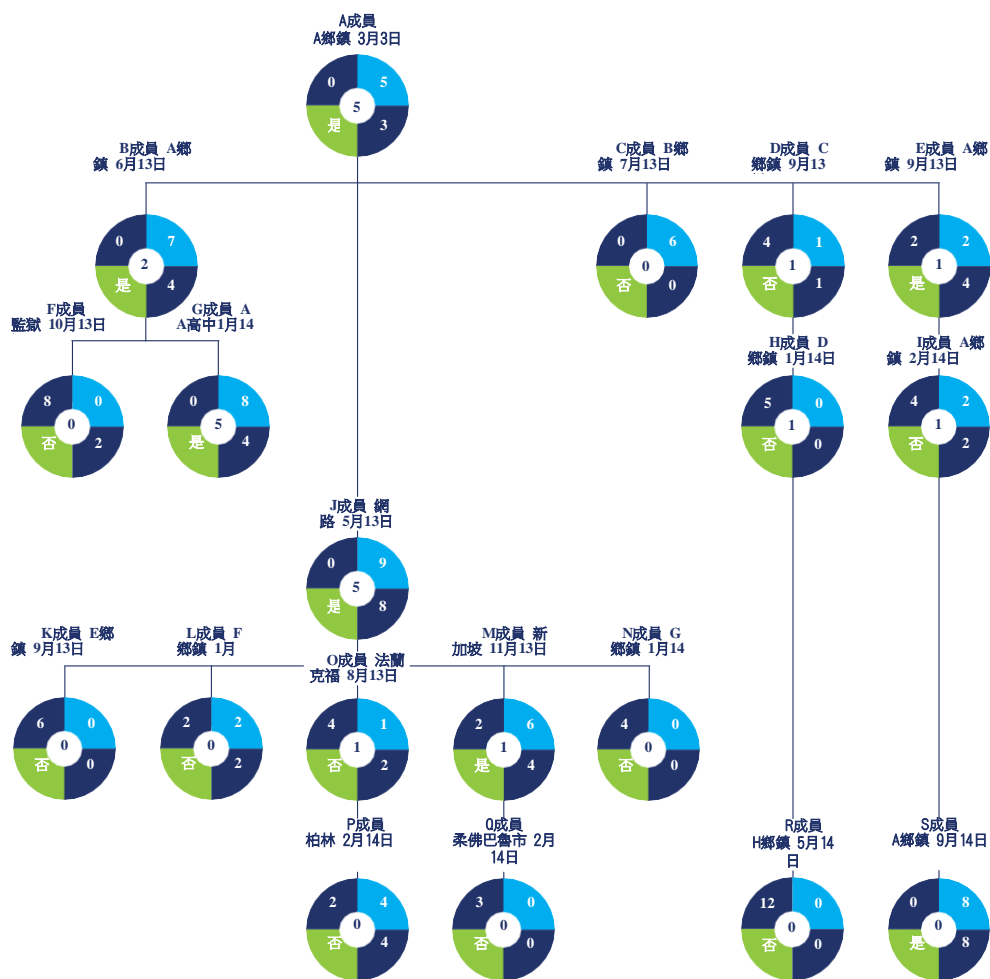 A成員
A鄉鎮 3月3日
0
5
5
是
3
B成員 A鄉
鎮 6月13日
C成員 B鄉
鎮 7月13日
D成員 C
鄉鎮 9月13
E成員 A鄉
鎮 9月13日
0
7
2
是
4
0
6
0
否
0
4
1
1
否
1
2
2
1
是
4
F成員
監獄 10月13日
G成員 A
A高中1月14
H成員 D
鄉鎮 1月14日
I成員 A鄉
鎮 2月14日
8
0
0
否
2
0
8
5
是
4
5
0
1
否
0
4
2
1
否
2
J成員 網
路 5月13日
0
9
5
是
8
K成員 E鄉
鎮 9月13日
L成員 F
鄉鎮 1月
O成員 法蘭
克福 8月13日
M成員 新
加坡 11月13日
N成員 G
鄉鎮 1月14
6
0
0
否
0
2
2
0
否
2
4
1
1
否
2
2
6
1
是
4
4
0
0
否
0
P成員
柏林 2月14日
Q成員
柔佛巴魯市 2月
14日
R成員
H鄉鎮 5月14
日
S成員
A鄉鎮 9月14日
2
4
0
否
4
3
0
0
否
0
12
0
0
否
0
0
8
0
是
8